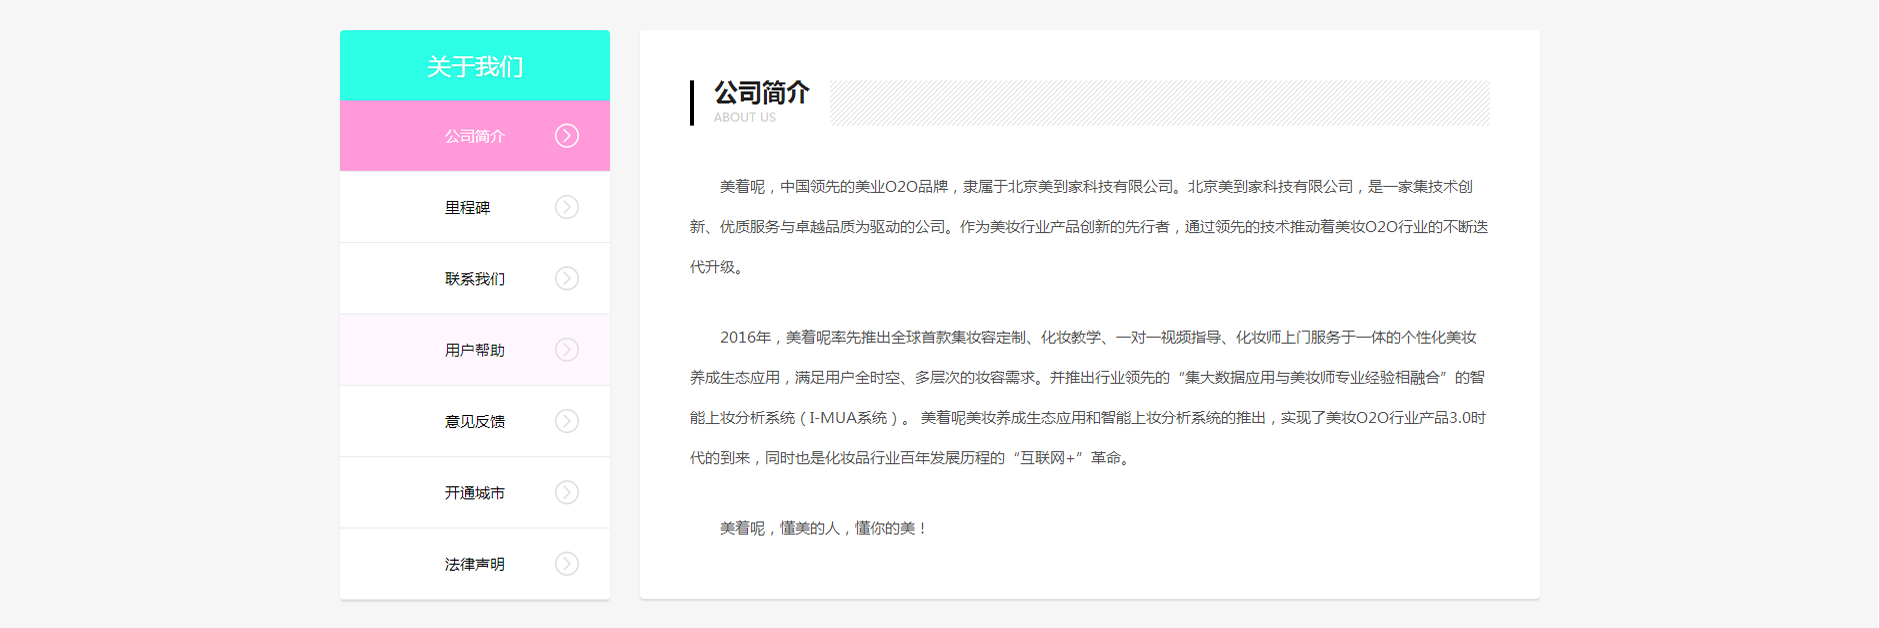 关于我们
公司简介
里程碑
联系我们
用户帮助
意见反馈
开通城市
法律声明
公司简介
ABOUT US
美着呢，中国领先的美业O2O品牌，隶属于北京美到家科技有限公司。北京美到家科技有限公司，是一家集技术创
新、优质服务与卓越品质为驱动的公司。作为美妆行业产品创新的先行者，通过领先的技术推动着美妆O2O行业的不断迭
代升级。
2016年，美着呢率先推出全球首款集妆容定制、化妆教学、一对一视频指导、化妆师上门服务于一体的个性化美妆
养成生态应用，满足用户全时空、多层次的妆容需求。并推出行业领先的“集大数据应用与美妆师专业经验相融合”的智
能上妆分析系统（I-MUA系统）。 美着呢美妆养成生态应用和智能上妆分析系统的推出，实现了美妆O2O行业产品3.0时
代的到来，同时也是化妆品行业百年发展历程的“互联网+”革命。
美着呢，懂美的人，懂你的美！